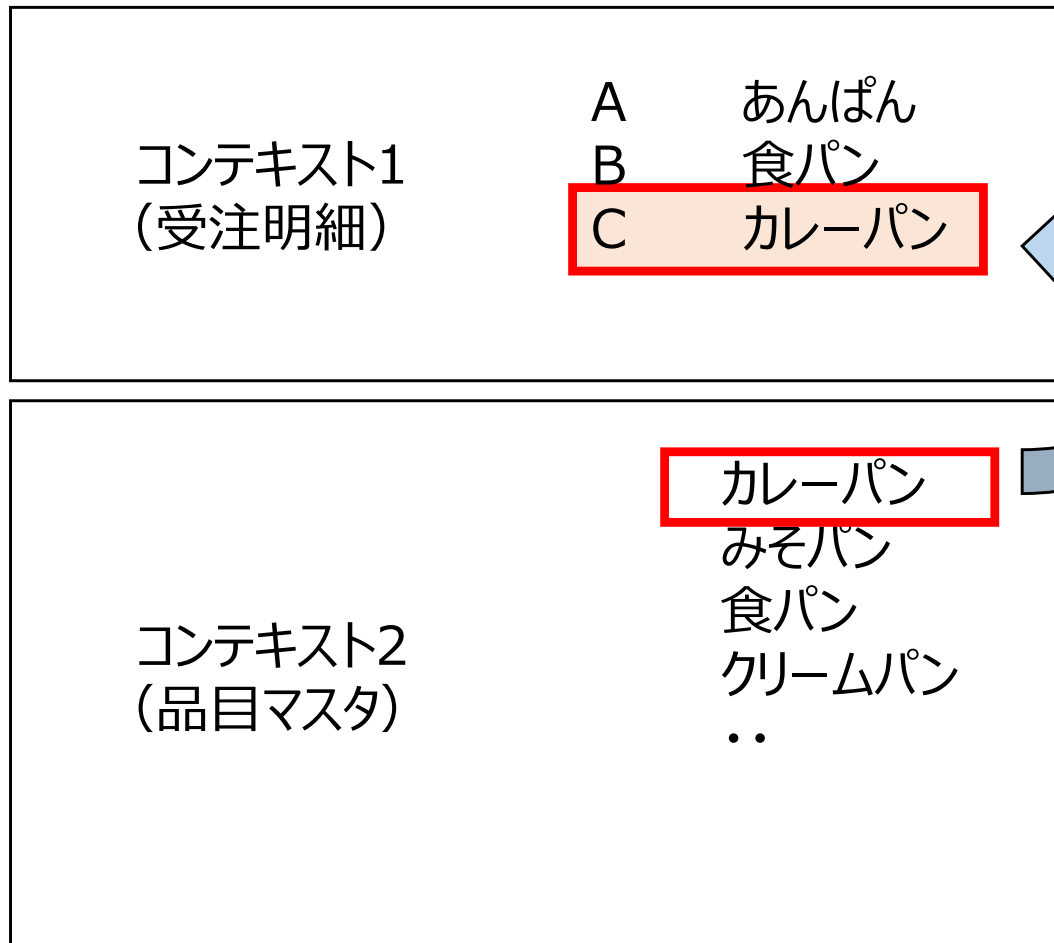 コンテキスト1
（受注明細）
A あんぱん
B 食パン
C カレーパン
コンテキスト2
（品目マスタ）
カレーパン
みそパン
食パン
クリームパン
・・